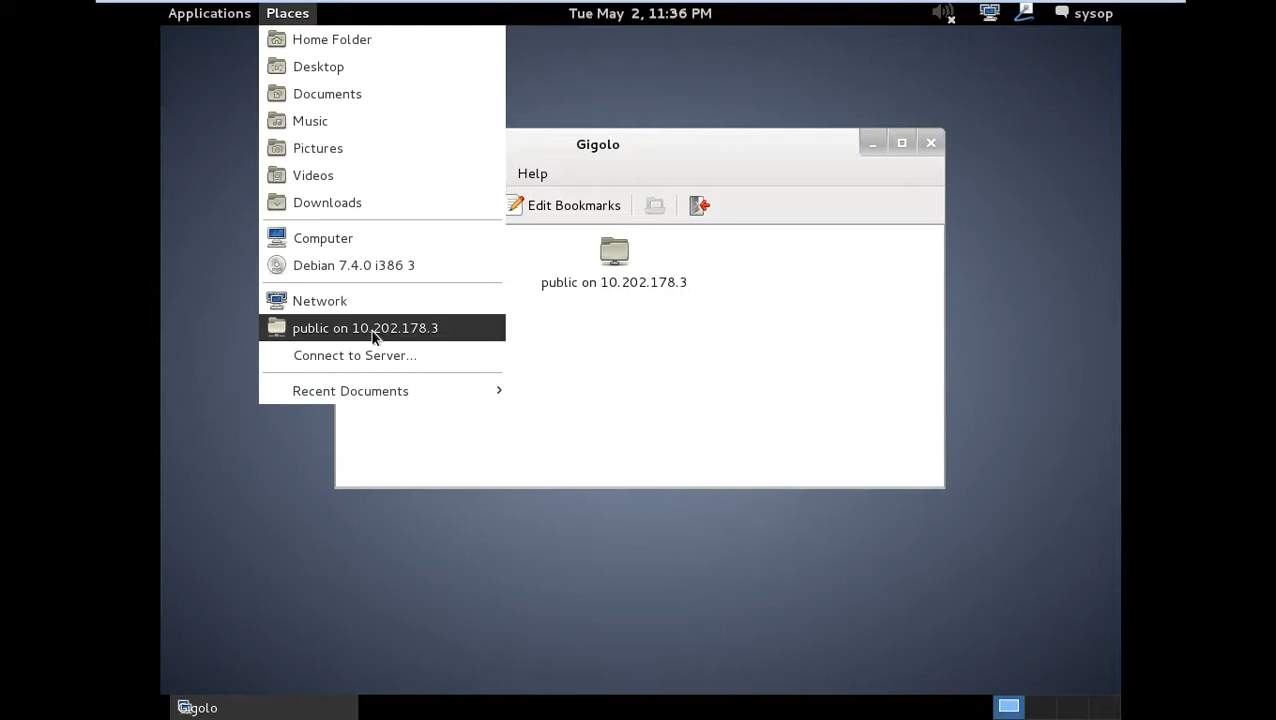 Applications Places Tue May 2, 11:36 PM sysop
Home Folder
Desktop
Documents
Music
Pictures
Videos
Downloads
Computer
Debian 7.4.0 i386 3
Network
public on 10.202.178.3
Connect to Server...
Recent Documents
Gigolo
Help
Edit Bookmarks
public on 10.202.178.3
Gigolo